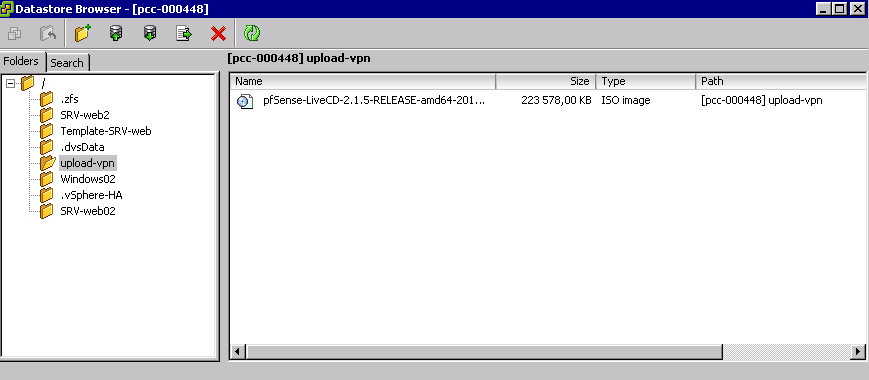 Datastore Browser - [pcc-000448]
Folders
Search
[pcc-000448] upload-vpn
/
.zfs
SRV-web2
Template-SRV-web
.dvsData
upload-vpn
Windows02
.vSphere-HA
SRV-web02
Name Size Type Path
pfSense-LiveCD-2.1.5-RELEASE-amd64-201... 223 578,00 KB ISO image [pcc-000448] upload-vpn